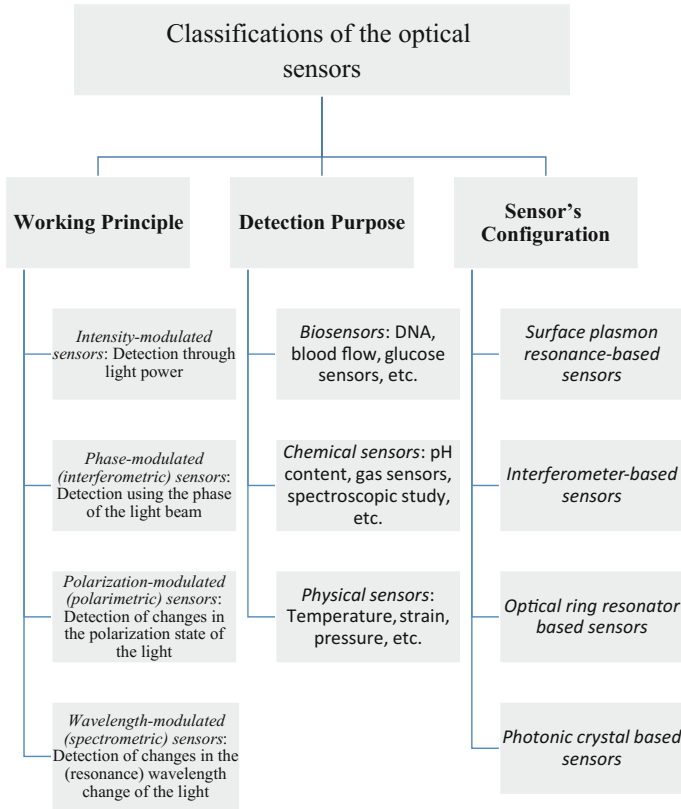 Classifications of the optical
sensors
Working Principle
Intensity-modulated
sensors: Detection through
light power
Phase-modulated
(interferometric) sensors:
Detection using the phase
of the light beam
Polarization-modulated
(polarimetric) sensors:
Detection of changes in
the polarization state of
the light
Wavelength-modulated
(spectrometric) sensors:
Detection of changes in the
(resonance) wavelength
change of the light
Detection Purpose
Biosensors: DNA,
blood flow, glucose
sensors, etc.
Chemical sensors: pH
content, gas sensors,
spectroscopic study,
etc.
Physical sensors:
Temperature, strain,
pressure, etc.
Sensor's
Configuration
Surface plasmon
resonance-based
sensors
Interferometer-based
sensors
Optical ring resonator
based sensors
Photonic crystal based
sensors